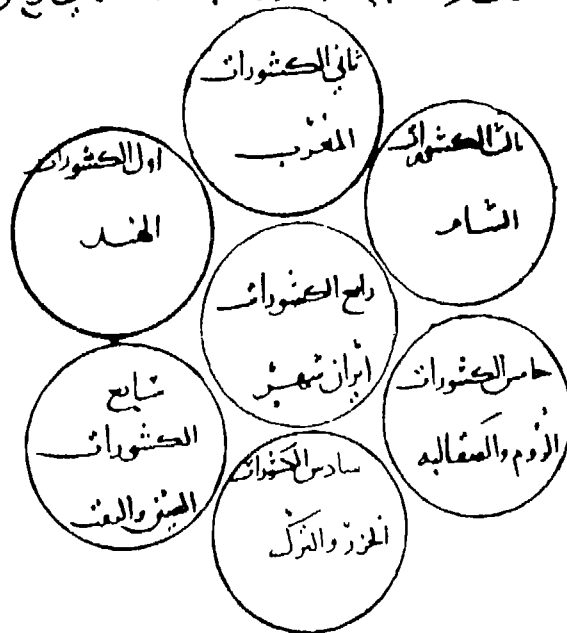 ثاني الكشورات
المغرب
ثالث الكشورات
الشام
اول الكشورات
الهند
رابع الكشورات
ايران شهر
خامس الكشورات
الروم والصقالبه
سابع
الكشورات
الصين والتبت
سادس الكشورات
الخزر والترك